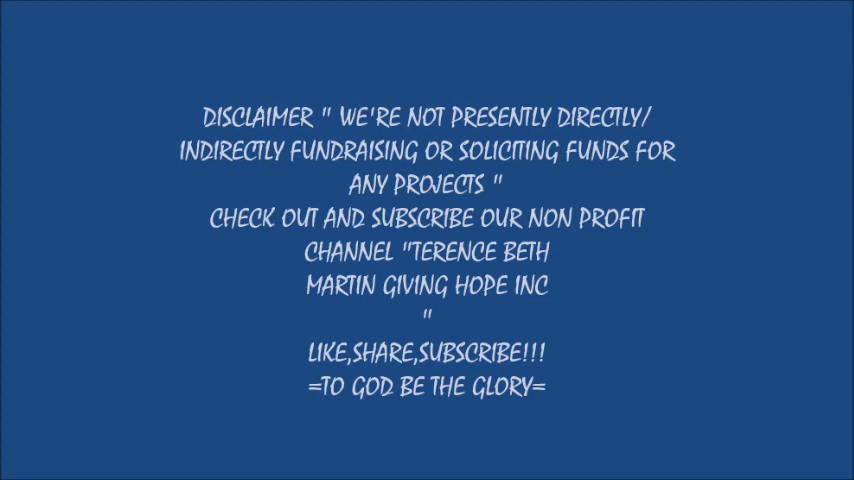 DISCLAIMER " WE'RE NOT PRESENTLY DIRECTLY/
INDIRECTLY FUNDRAISING OR SOLICITING FUNDS FOR
ANY PROJECTS "
CHECK OUT AND SUBSCRIBE OUR NON PROFIT
CHANNEL "TERENCE BETH
MARTIN GIVING HOPE INC
"
LIKE,SHARE,SUBSCRIBE!!!
=TO GOD BE THE GLORY=